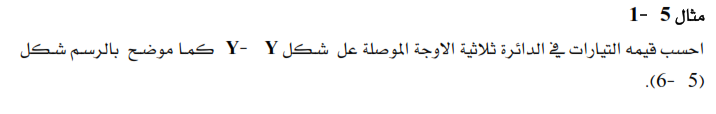 مثال 5 -1
احسب قيمه التيارات في الدائرة ثلاثية الاوجة الموصلة عل شكل Y- Y كما موضح بالرسم شكل
(5 -6).